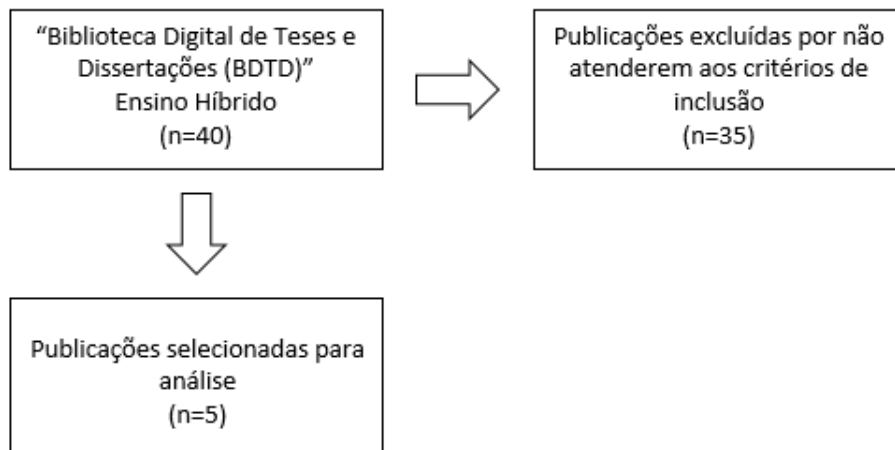 “Biblioteca Digital de Teses e
Dissertações (BDTD)”
Ensino Híbrido
(n=40)
Publicações excluídas por não
atenderem aos critérios de
inclusão
(n=35)
Publicações selecionadas para
análise
(n=5)